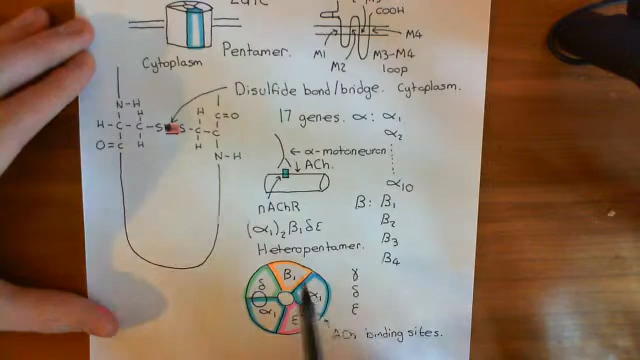 COOH
M1
M4
M2
M3-M4
loop
Pentamer.
Cytoplasm
Disulfide bond/bridge.
Cytoplasm.
N-H
H
H-C-C-S
S-C-C
C=O
O=C
H
N-H
17 genes.
α: α1
α2
α10
← α-motoneuron
↓ ACh.
nAChR
(α1)2 β1 δ ε
Heteropentamer.
β: β1
β2
β3
β4
γ
δ
ε
β1
δ
α1
α1
ε
ACh binding sites.